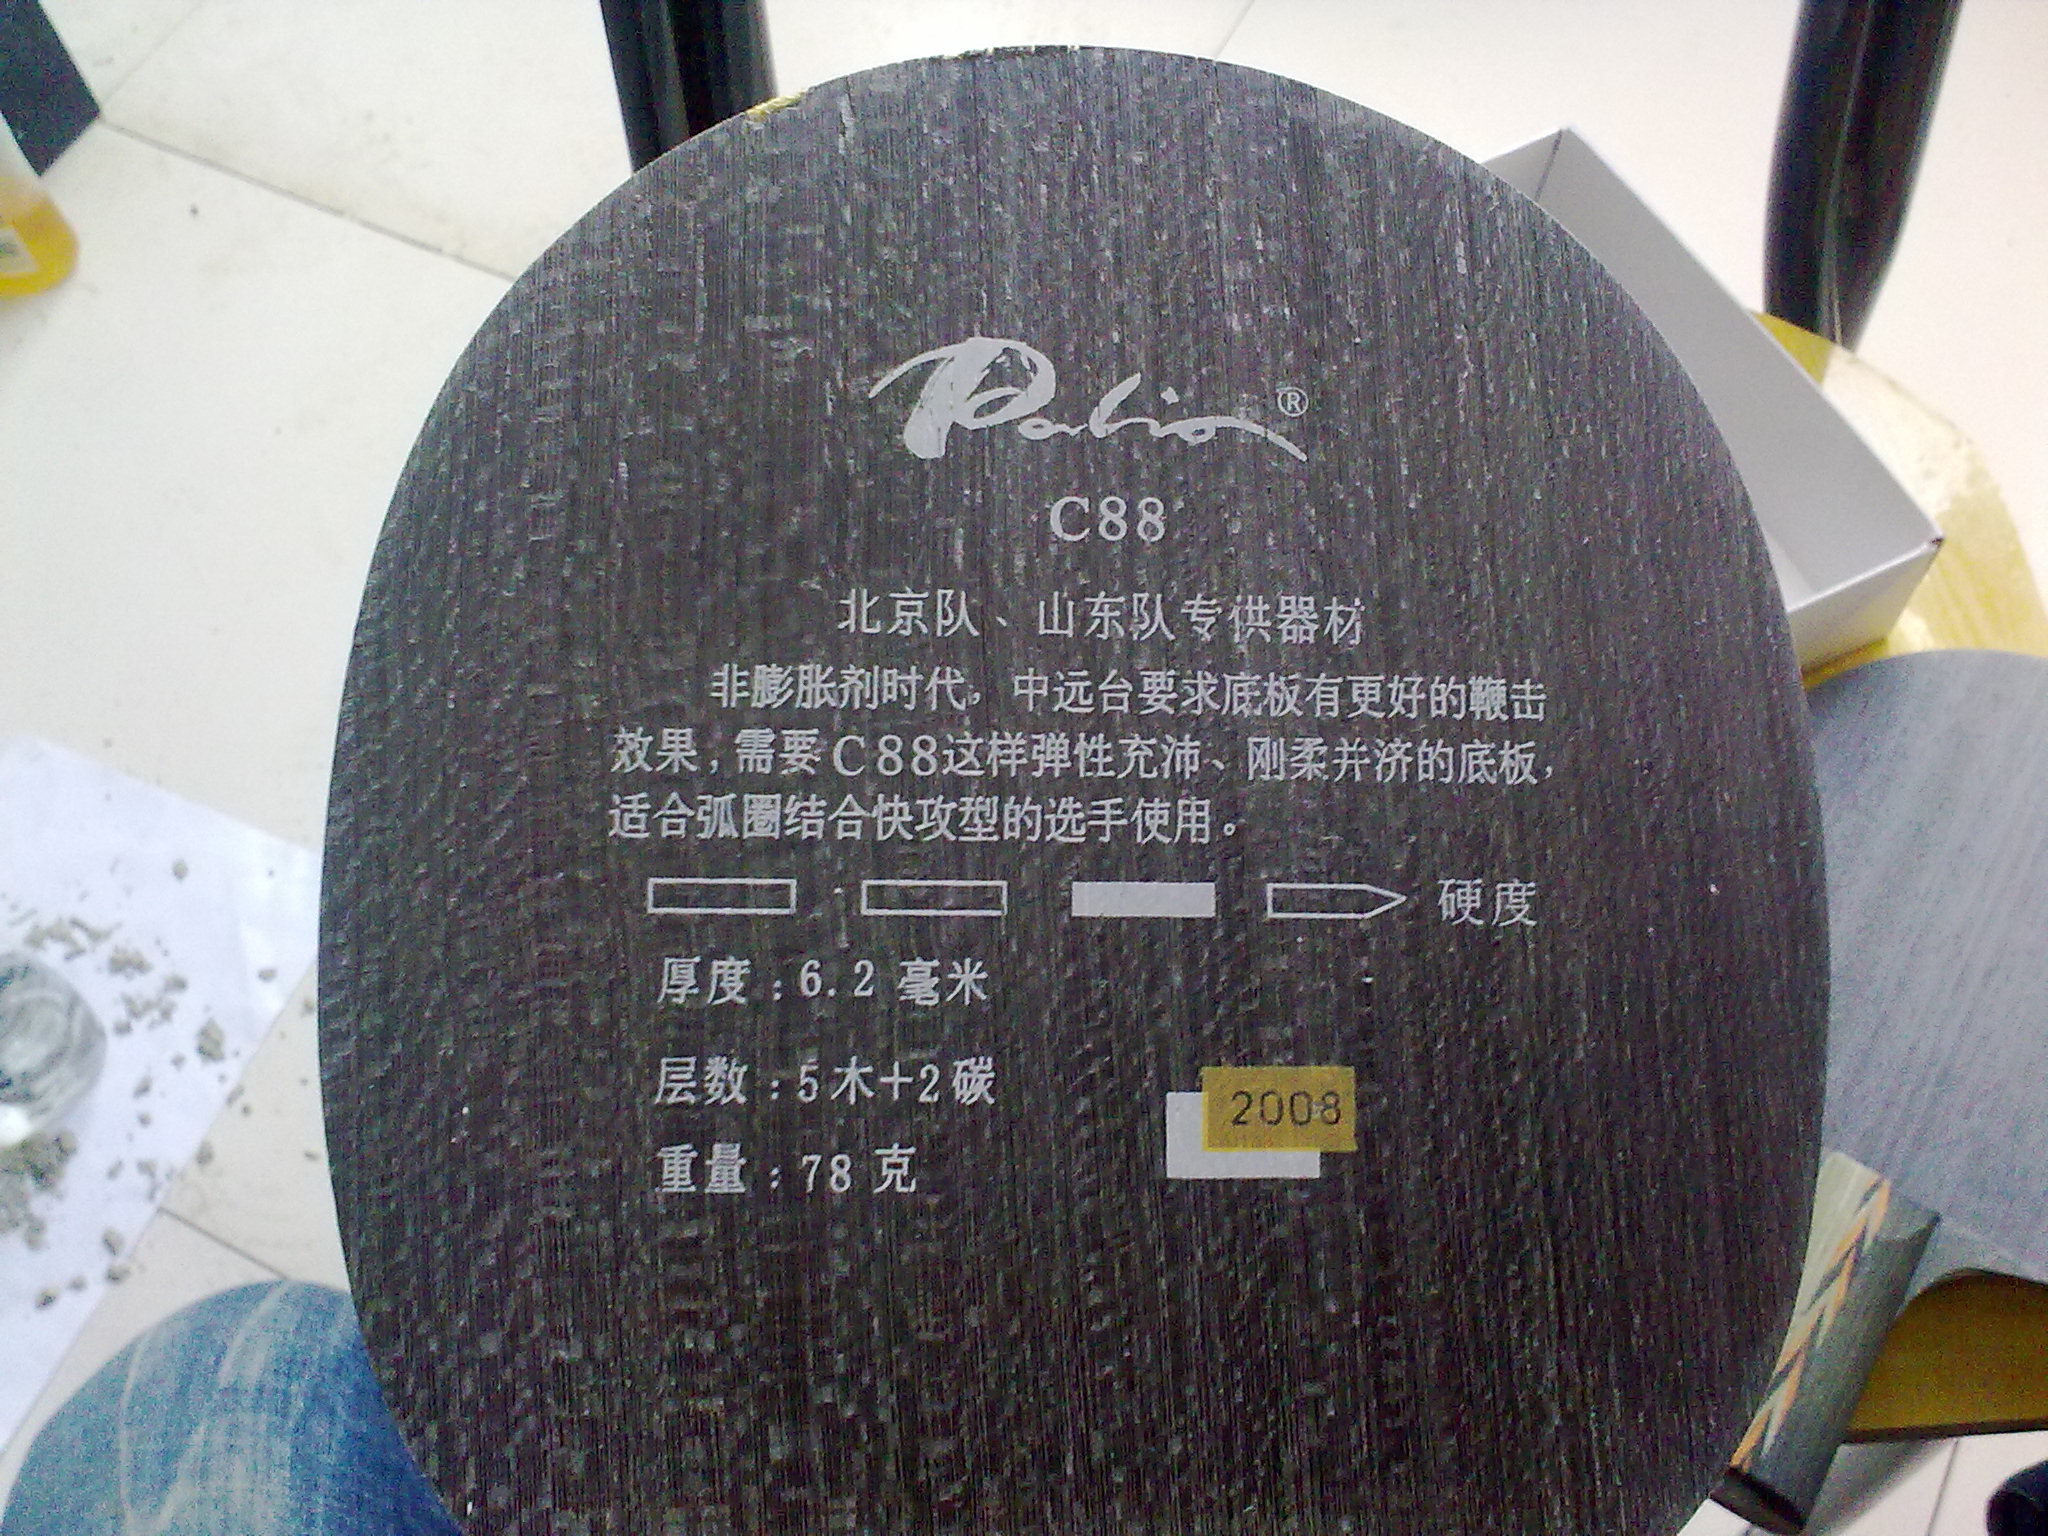 Palio®
C88
北京队、山东队专供器材
非膨胀剂时代，中远台要求底板有更好的鞭击
效果，需要C88这样弹性充沛、刚柔并济的底板，
适合弧圈结合快攻型的选手使用。
硬度
厚度：6.2 毫米
层数：5木+2碳
2008
重量：78 克